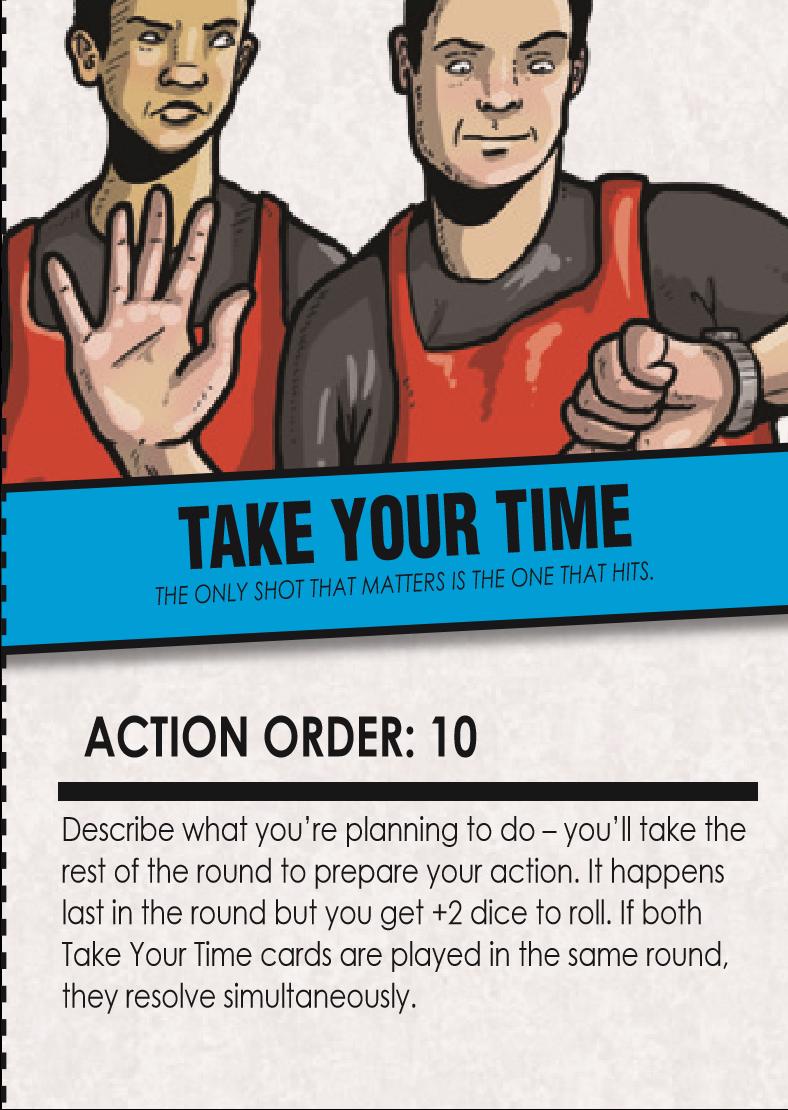 TAKE YOUR TIME
THE ONLY SHOT THAT MATTERS IS THE ONE THAT HITS.
ACTION ORDER: 10
Describe what you’re planning to do – you’ll take the
rest of the round to prepare your action. It happens
last in the round but you get +2 dice to roll. If both
Take Your Time cards are played in the same round,
they resolve simultaneously.